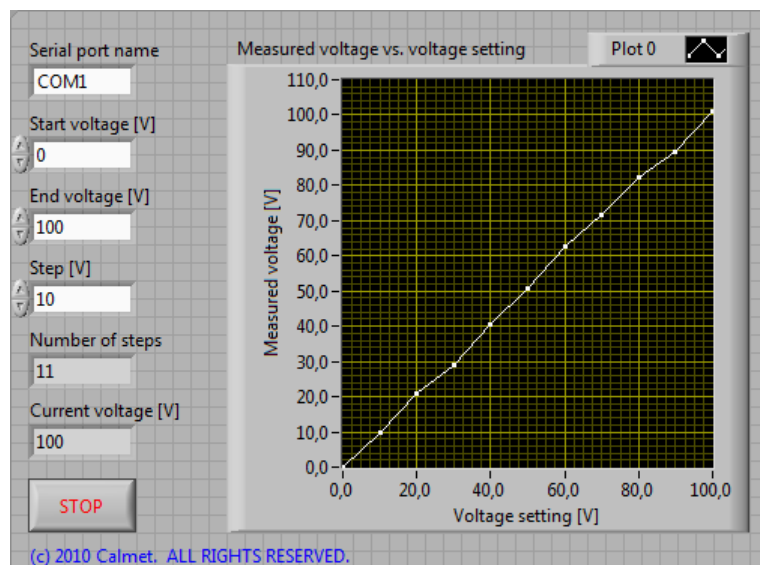 Serial port name
COM1
Start voltage [V]
0
End voltage [V]
100
Step [V]
10
Number of steps
11
Current voltage [V]
100
STOP
Measured voltage vs. voltage setting
Plot 0
Measured voltage [V]
110,0
100,0
90,0
80,0
70,0
60,0
50,0
40,0
30,0
20,0
10,0
0,0
0,0 20,0 40,0 60,0 80,0 100,0
Voltage setting [V]
(c) 2010 Calmet. ALL RIGHTS RESERVED.